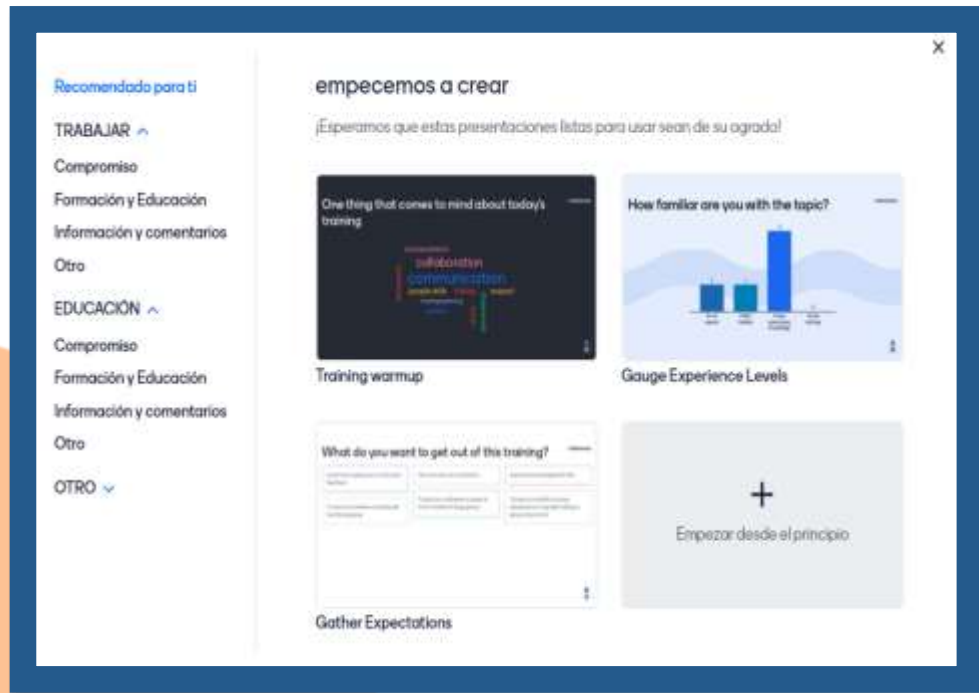 Recomendado para ti
TRABAJAR
Compromiso
Formación y Educación
Información y comentarios
Otro
EDUCACIÓN
Compromiso
Formación y Educación
Información y comentarios
Otro
OTRO
empecemos a crear
¡Esperamos que estas presentaciones listas para usar sean de su agrado!
One thing that comes to mind about today's
training
collaboration
communication
Training warmup
How familiar are you with the topic?
Gauge Experience Levels
What do you want to get out of this training?
Gather Expectations
+
Empezar desde el principio